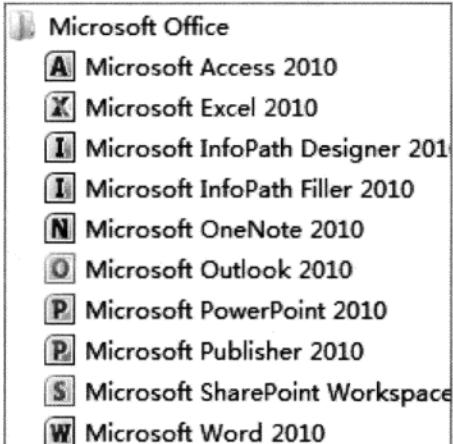 Microsoft Office
A Microsoft Access 2010
X Microsoft Excel 2010
I Microsoft InfoPath Designer 201
I Microsoft InfoPath Filler 2010
N Microsoft OneNote 2010
O Microsoft Outlook 2010
P Microsoft PowerPoint 2010
P Microsoft Publisher 2010
S Microsoft SharePoint Workspace
W Microsoft Word 2010